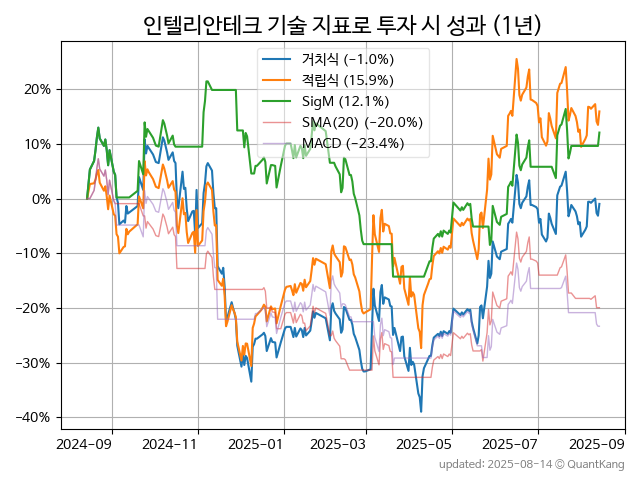 인텔리안테크 기술 지표로 투자 시 성과 (1년)
거치식 (−1.0%)
적립식 (15.9%)
SigM (12.1%)
SMA(20) (−20.0%)
MACD (−23.4%)
20%
10%
0%
−10%
−20%
−30%
−40%
2024−09
2024−11
2025−01
2025−03
2025−05
2025−07
2025−09
updated: 2025−08−14 © QuantKang